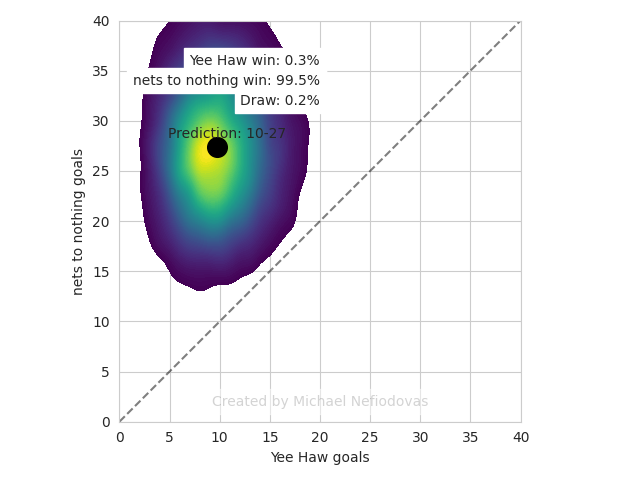 40
35
30
25
20
15
10
5
0
nets to nothing goals
Yee Haw win: 0.3%
nets to nothing win: 99.5%
Draw: 0.2%
Prediction: 10-27
Created by Michael Nefiodovas
0 5 10 15 20 25 30 35 40
Yee Haw goals